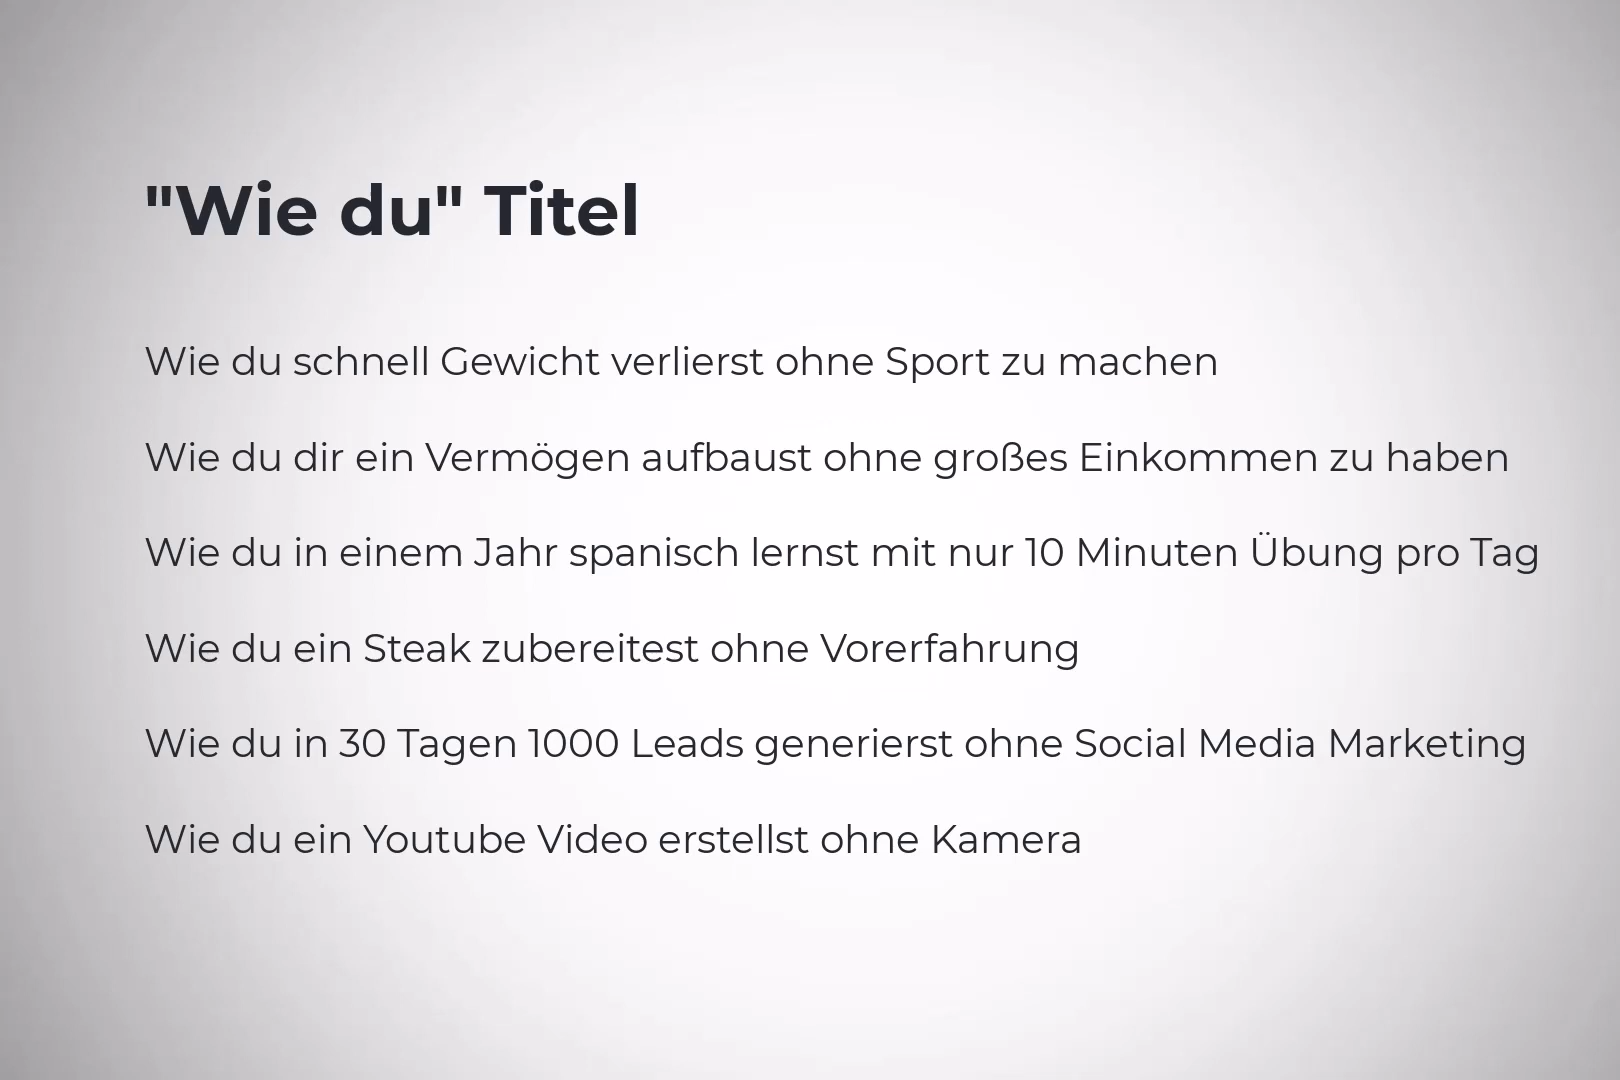 "Wie du" Titel
Wie du schnell Gewicht verlierst ohne Sport zu machen
Wie du dir ein Vermögen aufbaust ohne großes Einkommen zu haben
Wie du in einem Jahr spanisch lernst mit nur 10 Minuten Übung pro Tag
Wie du ein Steak zubereitest ohne Vorerfahrung
Wie du in 30 Tagen 1000 Leads generierst ohne Social Media Marketing
Wie du ein Youtube Video erstellst ohne Kamera